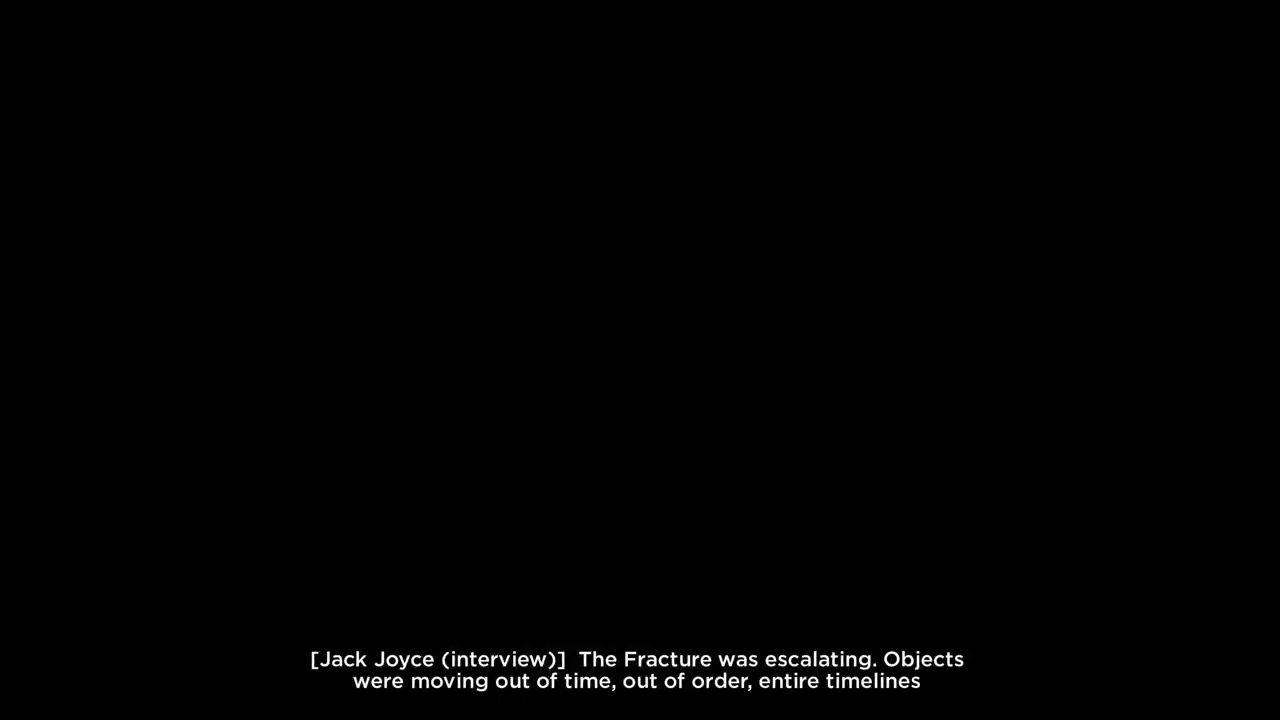 [Jack Joyce (interview)]  The Fracture was escalating. Objects
were moving out of time, out of order, entire timelines